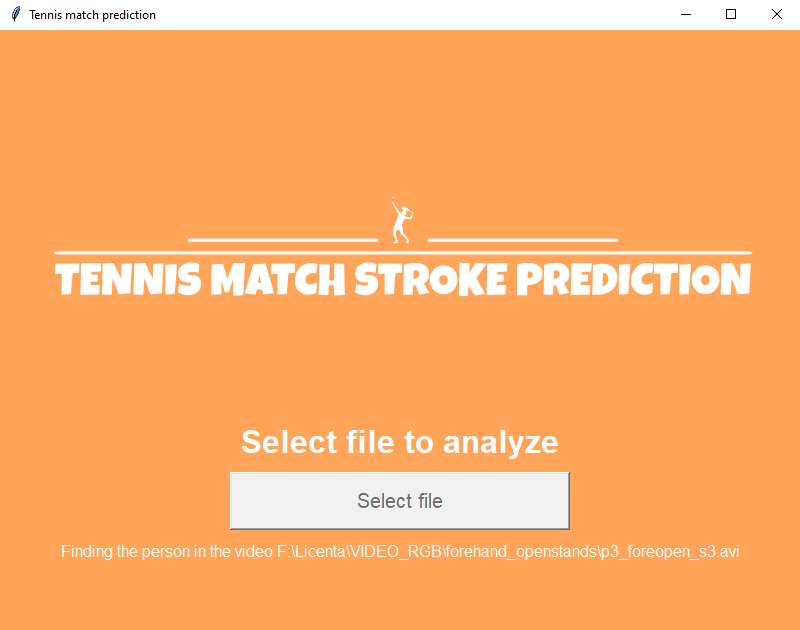 Tennis match prediction
TENNIS MATCH STROKE PREDICTION
Select file to analyze
Select file
Finding the person in the video F:\Licenta\VIDEO_RGB\forehand_openstands\p3_foreopen_s3.avi